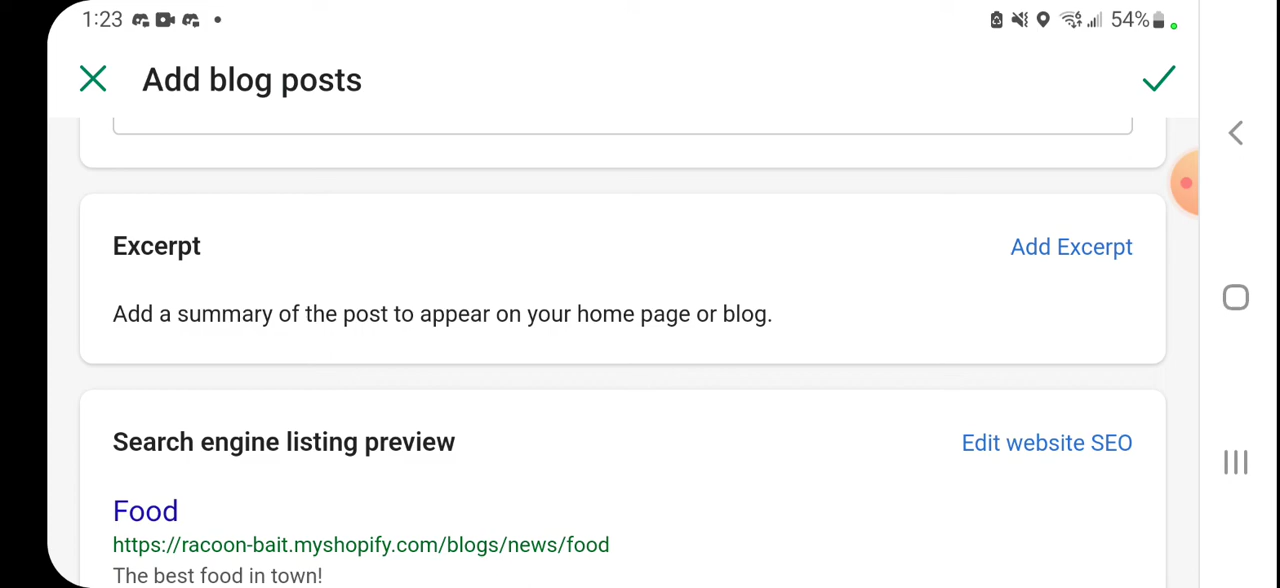 1:23
54%
Add blog posts
Excerpt
Add Excerpt
Add a summary of the post to appear on your home page or blog.
Search engine listing preview
Edit website SEO
Food
https://racoon-bait.myshopify.com/blogs/news/food
The best food in town!